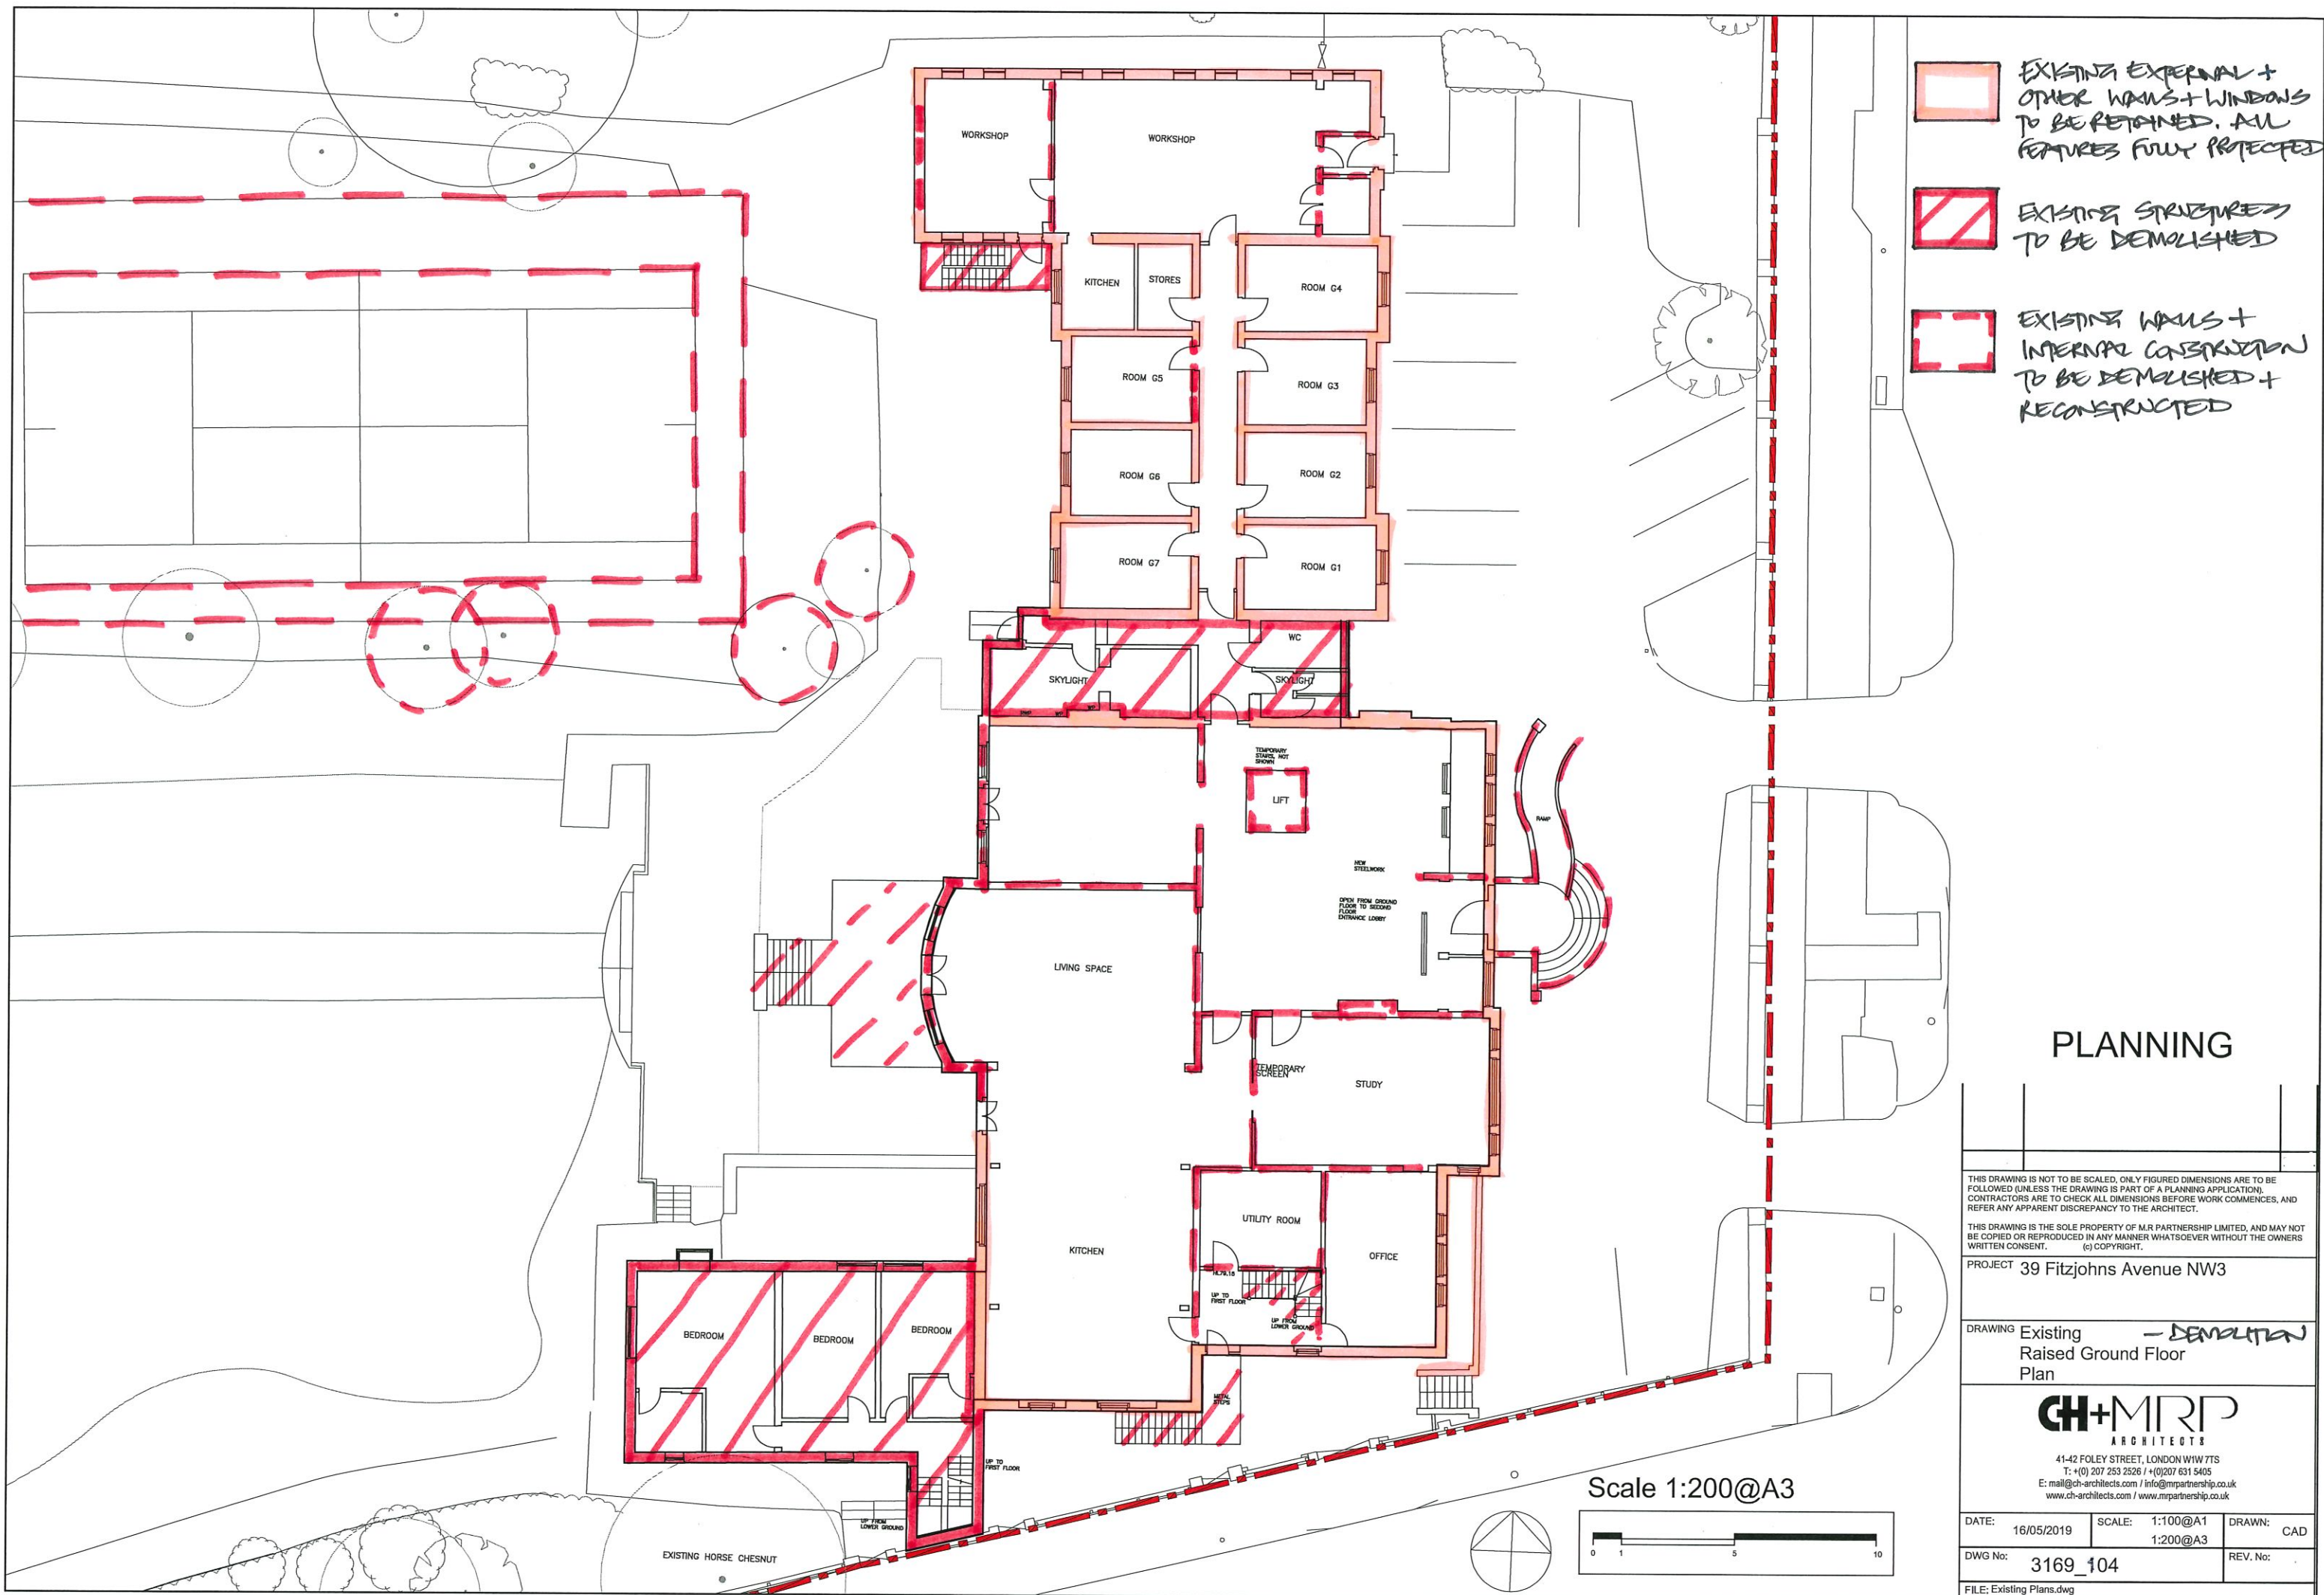 WORKSHOP
WORKSHOP
KITCHEN
STORES
ROOM G4
ROOM G5
ROOM G3
ROOM G6
ROOM G2
ROOM G7
ROOM G1
WC
SKYLIGHT
SKYLIGHT
TEMPORARY
STAIRS, NOT
SHOWN
LIFT
RAMP
NEW
STEELWORK
OPEN FROM GROUND
FLOOR TO SECOND
FLOOR
ENTRANCE LOBBY
LIVING SPACE
TEMPORARY
SCREEN
STUDY
UTILITY ROOM
KITCHEN
OFFICE
UP TO
FIRST FLOOR
UP FROM
LOWER GROUND
BEDROOM
BEDROOM
BEDROOM
METAL
STEPS
UP TO
FIRST FLOOR
UP FROM
LOWER GROUND
EXISTING HORSE CHESNUT
Scale 1:200@A3
0 1 5 10
EXISTING EXTERNAL +
OTHER WALLS + WINDOWS
TO BE RETAINED. ALL
FEATURES FULLY PROTECTED
EXISTING STRUCTURES
TO BE DEMOLISHED
EXISTING WALLS +
INTERNAL CONSTRUCTION
TO BE DEMOLISHED +
RECONSTRUCTED
PLANNING
THIS DRAWING IS NOT TO BE SCALED, ONLY FIGURED DIMENSIONS ARE TO BE
FOLLOWED (UNLESS THE DRAWING IS PART OF A PLANNING APPLICATION).
CONTRACTORS ARE TO CHECK ALL DIMENSIONS BEFORE WORK COMMENCES, AND
REFER ANY APPARENT DISCREPANCY TO THE ARCHITECT.
THIS DRAWING IS THE SOLE PROPERTY OF M.R PARTNERSHIP LIMITED, AND MAY NOT
BE COPIED OR REPRODUCED IN ANY MANNER WHATSOEVER WITHOUT THE OWNERS
WRITTEN CONSENT. (c) COPYRIGHT.
PROJECT 39 Fitzjohns Avenue NW3
DRAWING Existing - DEMOLITION
Raised Ground Floor
Plan
CH+MRP
ARCHITECTS
41-42 FOLEY STREET, LONDON W1W 7TS
T: +(0) 207 253 2526 / +(0)207 631 5405
E: mail@ch-architects.com / info@mrpartnership.co.uk
www.ch-architects.com / www.mrpartnership.co.uk
DATE: 16/05/2019 SCALE: 1:100@A1 DRAWN: CAD
1:200@A3
DWG No: 3169_104 REV. No:
FILE: Existing Plans.dwg